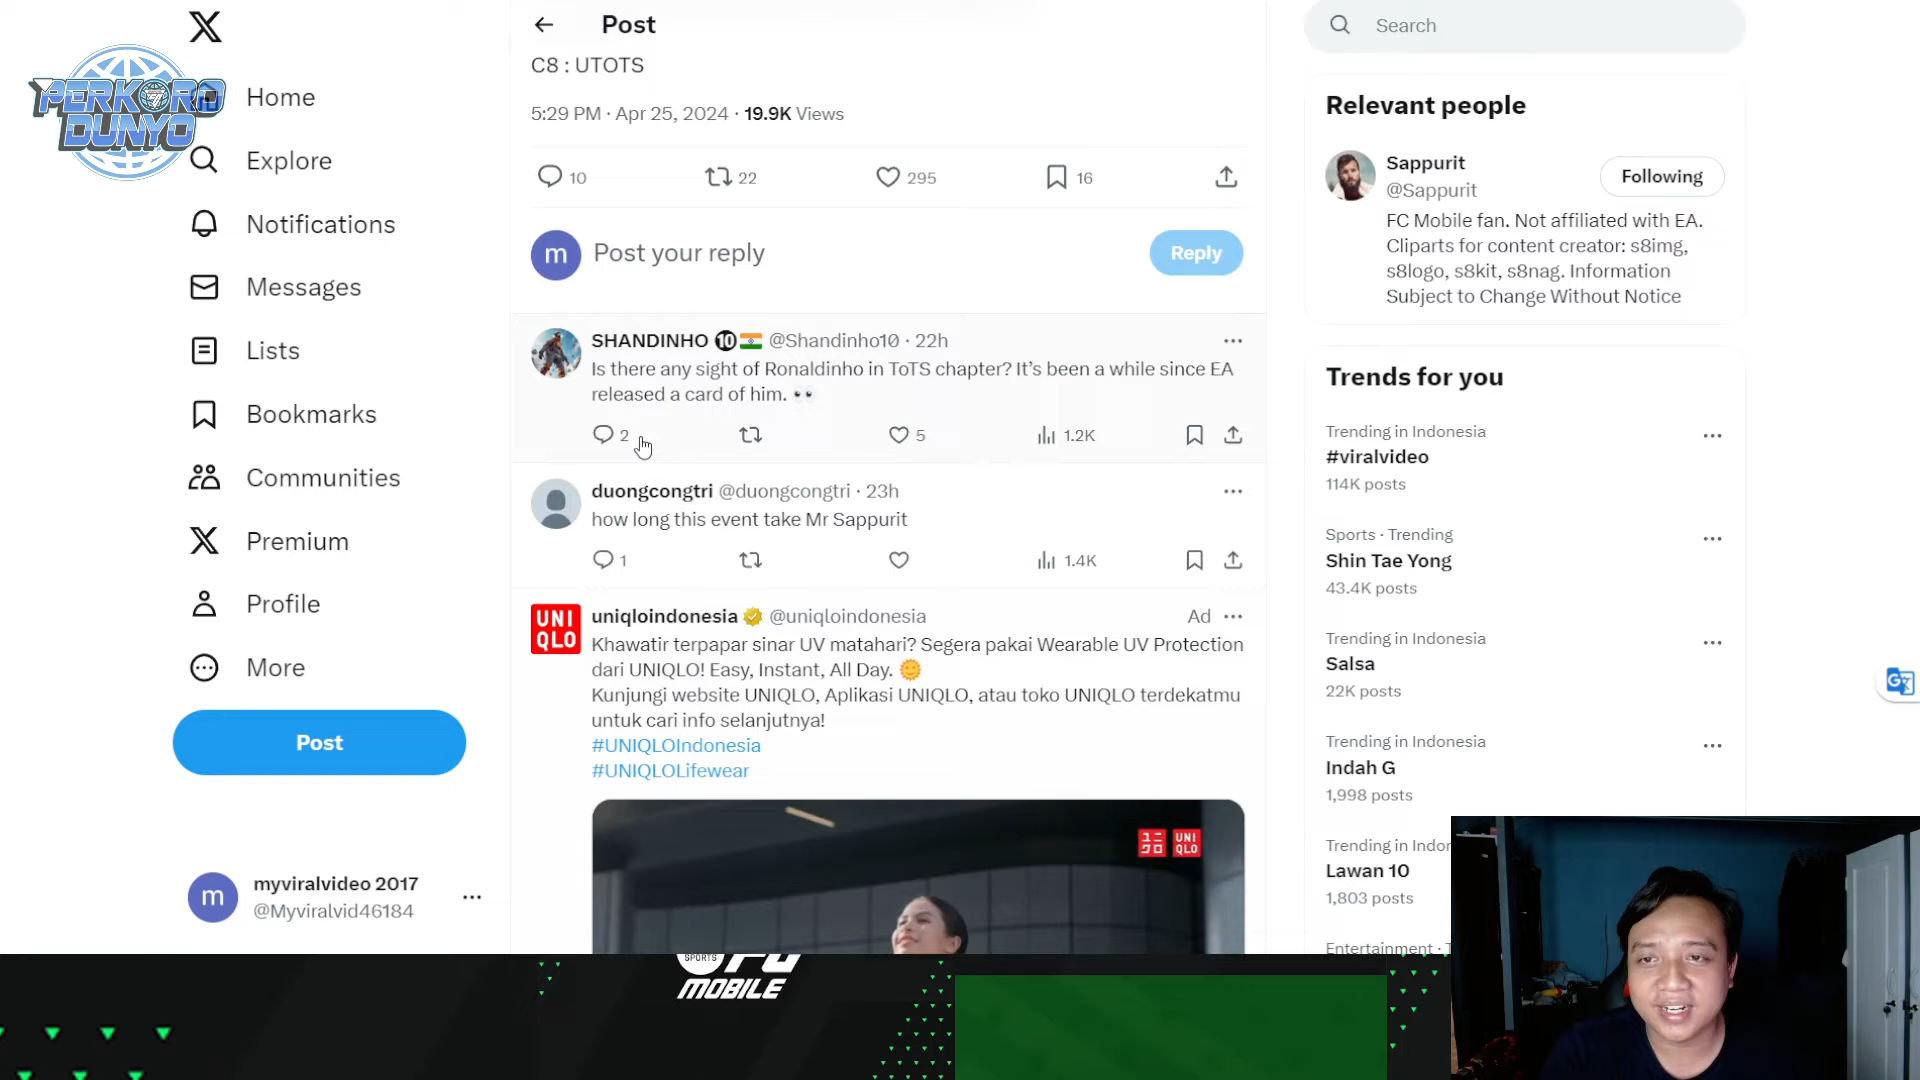 PERKORO
DUNYO
Home
Explore
Notifications
Messages
Lists
Bookmarks
Communities
Premium
Profile
More
Post
myviralvideo 2017
@Myviralvid46184
m
Post
C8 : UTOTS
5:29 PM · Apr 25, 2024 · 19.9K Views
10
22
295
16
m
Post your reply
Reply
SHANDINHO 🔟🇮🇳 @Shandinho10 · 22h
Is there any sight of Ronaldinho in ToTS chapter? It's been a while since EA
released a card of him. 👀
2
5
1.2K
duongcongtri @duongcongtri · 23h
how long this event take Mr Sappurit
1
1.4K
UNI
QLO
uniqloindonesia @uniqloindonesia
Ad
Khawatir terpapar sinar UV matahari? Segera pakai Wearable UV Protection
dari UNIQLO! Easy, Instant, All Day. 🌞
Kunjungi website UNIQLO, Aplikasi UNIQLO, atau toko UNIQLO terdekatmu
untuk cari info selanjutnya!
#UNIQLOIndonesia
#UNIQLOLifewear
ユニ
クロ
UNI
QLO
SPORTS
MOBILE
Search
Relevant people
Sappurit
@Sappurit
Following
FC Mobile fan. Not affiliated with EA.
Cliparts for content creator: s8img,
s8logo, s8kit, s8nag. Information
Subject to Change Without Notice
Trends for you
Trending in Indonesia
#viralvideo
114K posts
Sports · Trending
Shin Tae Yong
43.4K posts
Trending in Indonesia
Salsa
22K posts
Trending in Indonesia
Indah G
1,998 posts
Trending in
Lawan 10
1,803 posts
Entertainment ·